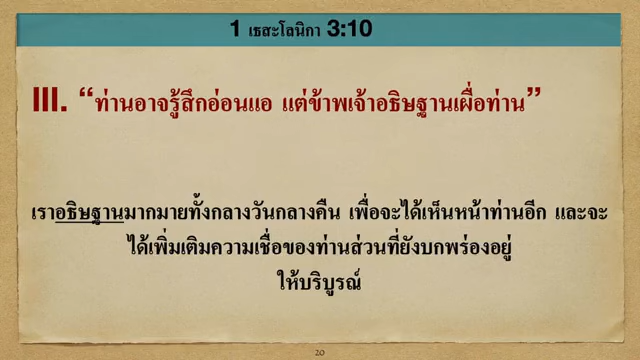 1 เธสะโลนิกา 3:10
III. “ท่านอาจรู้สึกอ่อนแอ แต่ข้าพเจ้าอธิษฐานเผื่อท่าน”
เราอธิษฐานมากมายทั้งกลางวันกลางคืน เพื่อจะได้เห็นหน้าท่านอีก และจะ
ได้เพิ่มเติมความเชื่อของท่านส่วนที่ยังบกพร่องอยู่
ให้บริบูรณ์
20